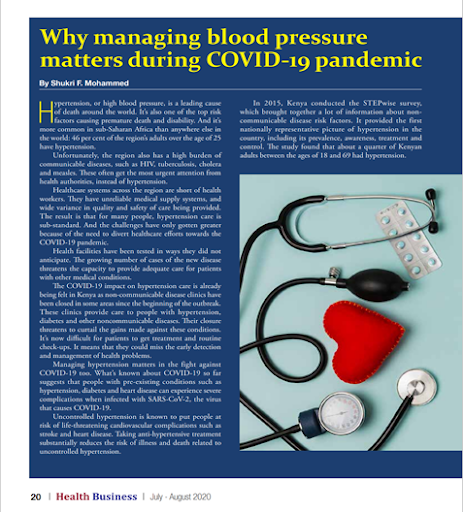 Why managing blood pressure
matters during COVID-19 pandemic
By Shukri F. Mohammed
Hypertension, or high blood pressure, is a leading cause
of death around the world. It's also one of the top risk
factors causing premature death and disability. And it's
more common in sub-Saharan Africa than anywhere else in
the world: 46 per cent of the region's adults over the age of 25
have hypertension.
Unfortunately, the region also has a high burden of
communicable diseases, such as HIV, tuberculosis, cholera
and measles. These often get the most urgent attention from
health authorities, instead of hypertension.
Healthcare systems across the region are short of health
workers. They have unreliable medical supply systems, and
wide variance in quality and safety of care being provided.
The result is that for many people, hypertension care is
sub-standard. And the challenges have only gotten greater
because of the need to divert healthcare efforts towards the
COVID-19 pandemic.
Health facilities have been tested in ways they did not
anticipate. The growing number of cases of the new disease
threatens the capacity to provide adequate care for patients
with other medical conditions.
The COVID-19 impact on hypertension care is already
being felt in Kenya as non-communicable disease clinics have
been closed in some areas since the beginning of the outbreak.
These clinics provide care to people with hypertension,
diabetes and other noncommunicable diseases. Their closure
threatens to curtail the gains made against these conditions.
It's now difficult for patients to get treatment and routine
check-ups. It means that they could miss the early detection
and management of health problems.
Managing hypertension matters in the fight against
COVID-19 too. What's known about COVID-19 so far
suggests that people with pre-existing conditions such as
hypertension, diabetes and heart disease can experience severe
complications when infected with SARS-CoV-2, the virus
that causes COVID-19.
Uncontrolled hypertension is known to put people at
risk of life-threatening cardiovascular complications such as
stroke and heart disease. Taking anti-hypertensive treatment
substantially reduces the risk of illness and death related to
uncontrolled hypertension.
In 2015, Kenya conducted the STEPwise survey,
which brought together a lot of information about non-
communicable disease risk factors. It provided the first
nationally representative picture of hypertension in the
country, including its prevalence, awareness, treatment and
control. The study found that about a quarter of Kenyan
adults between the ages of 18 and 69 had hypertension.
20 | Health Business | July - August 2020